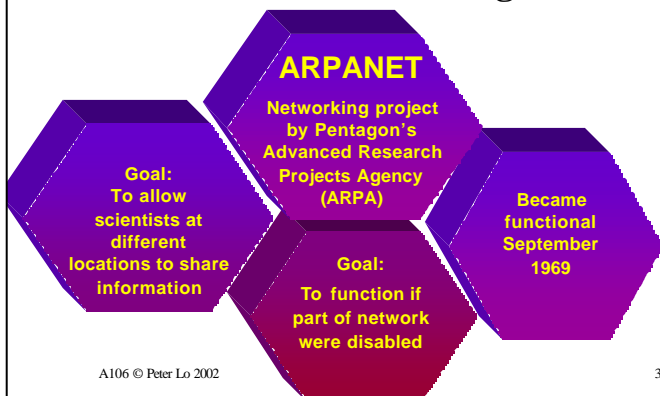 ARPANET
Networking project
by Pentagon's
Advanced Research
Projects Agency
(ARPA)
Goal:
To allow
scientists at
different
locations to share
information
Goal:
To function if
part of network
were disabled
Became
functional
September
1969
A106 © Peter Lo 2002
3